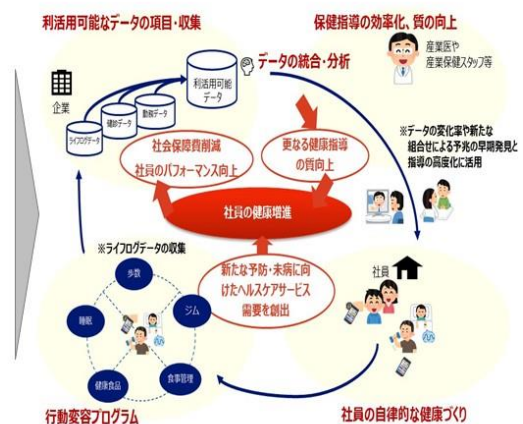 利活用可能なデータの項目・収集
保健指導の効率化、質の向上
企業
ライフログデータ
健診データ
勤務データ
利活用可能
データ
データの統合・分析
産業医や
産業保健スタッフ等
※データの変化率や新たな
組合せによる予兆の早期発見と
指導の高度化に活用
社会保障費削減
社員のパフォーマンス向上
更なる健康指導
の質向上
社員の健康増進
新たな予防・未病に向
けたヘルスケアサービス
需要を創出
※ライフログデータの収集
歩数
睡眠
ジム
健康食品
食事管理
社員
行動変容プログラム
社員の自律的な健康づくり